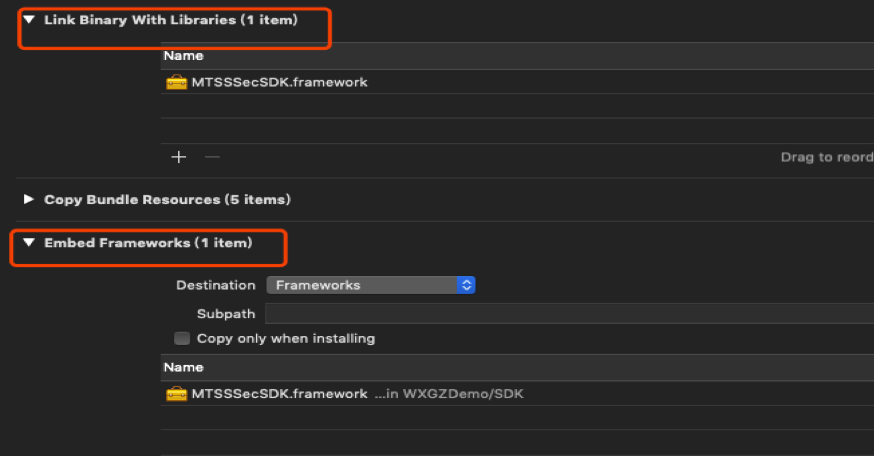 Link Binary With Libraries (1 item)
Name
MTSSSecSDK.framework
Drag to reord
Copy Bundle Resources (5 items)
Embed Frameworks (1 item)
Destination Frameworks
Subpath
Copy only when installing
Name
MTSSSecSDK.framework ...in WXGZDemo/SDK